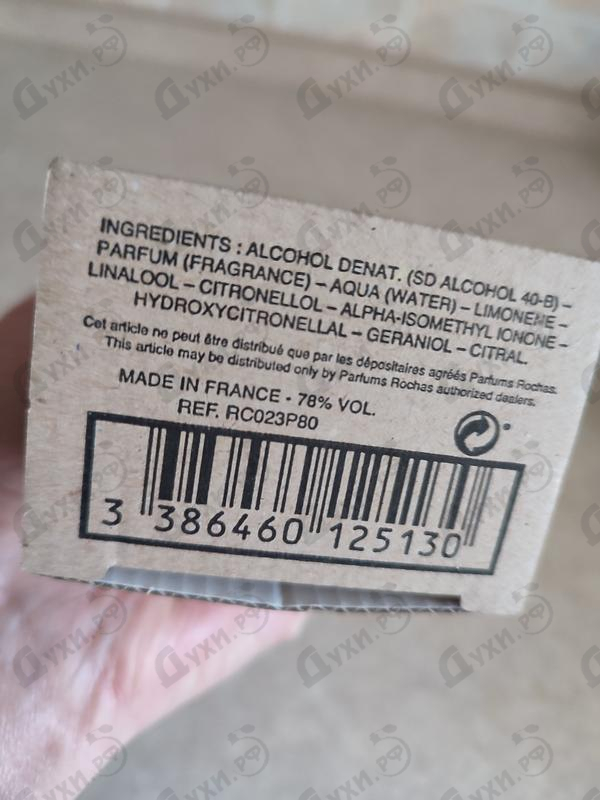 INGREDIENTS : ALCOHOL DENAT. (SD ALCOHOL 40-B) –
PARFUM (FRAGRANCE) – AQUA (WATER) – LIMONENE –
LINALOOL – CITRONELLOL – ALPHA-ISOMETHYL IONONE –
HYDROXYCITRONELLAL – GERANIOL – CITRAL.
Cet article ne peut être distribué que par les dépositaires agréés Parfums Rochas.
This article may be distributed only by Parfums Rochas authorized dealers.
MADE IN FRANCE - 78% VOL.
REF. RC023P80
3 386460 125130
Духи.рф